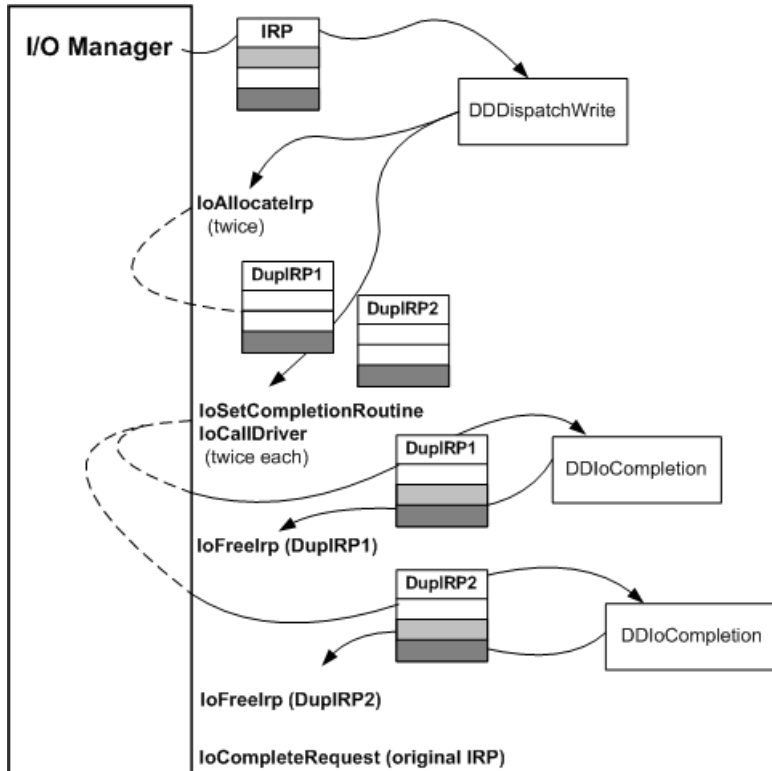 I/O Manager
IRP
DDDispatchWrite
IoAllocateIrp
(twice)
DupIRP1
DupIRP2
IoSetCompletionRoutine
IoCallDriver
(twice each)
DupIRP1
DDIoCompletion
IoFreeIrp (DupIRP1)
DupIRP2
DDIoCompletion
IoFreeIrp (DupIRP2)
IoCompleteRequest (original IRP)